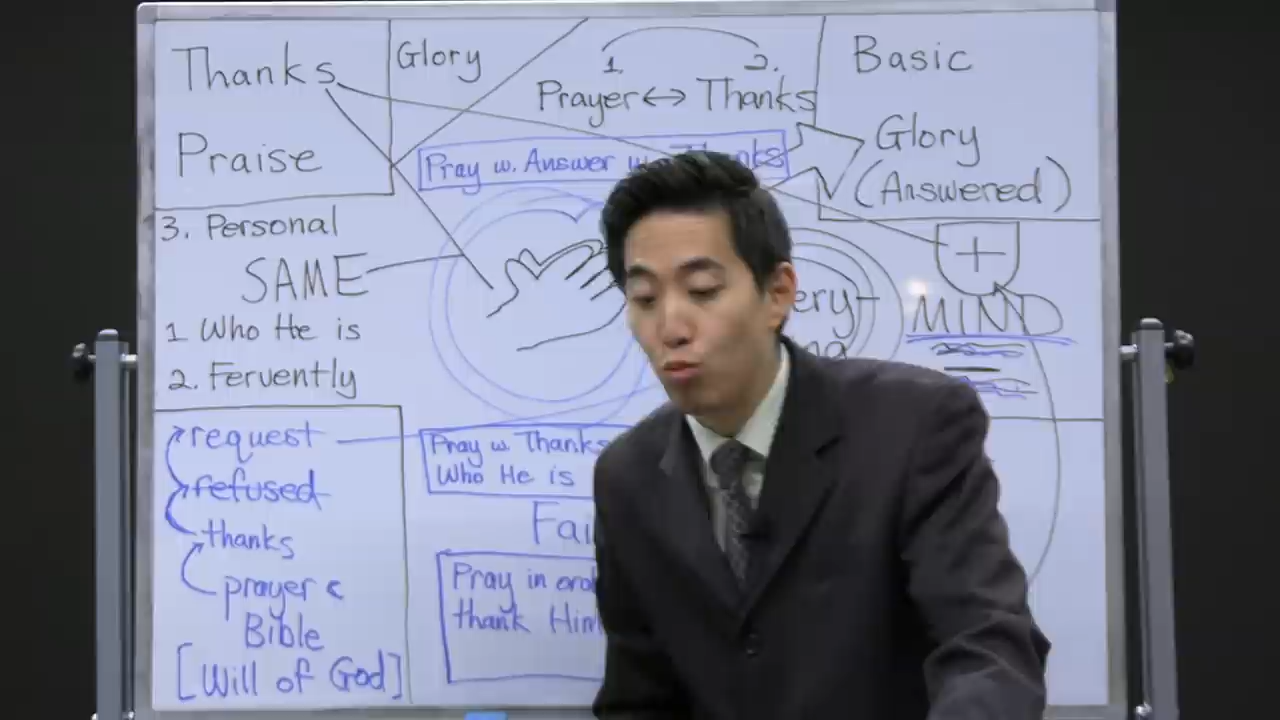 Thanks
Praise
Glory
1. 2.
Prayer ↔ Thanks
Pray w. Answer w. Thanks
Basic
Glory
(Answered)
3. Personal
SAME
1 Who He is
2. Fervently
MIND
request
refused
thanks
prayer c
Bible
[Will of God]
Pray w. Thanks
Who He is
Pray in
thank Him